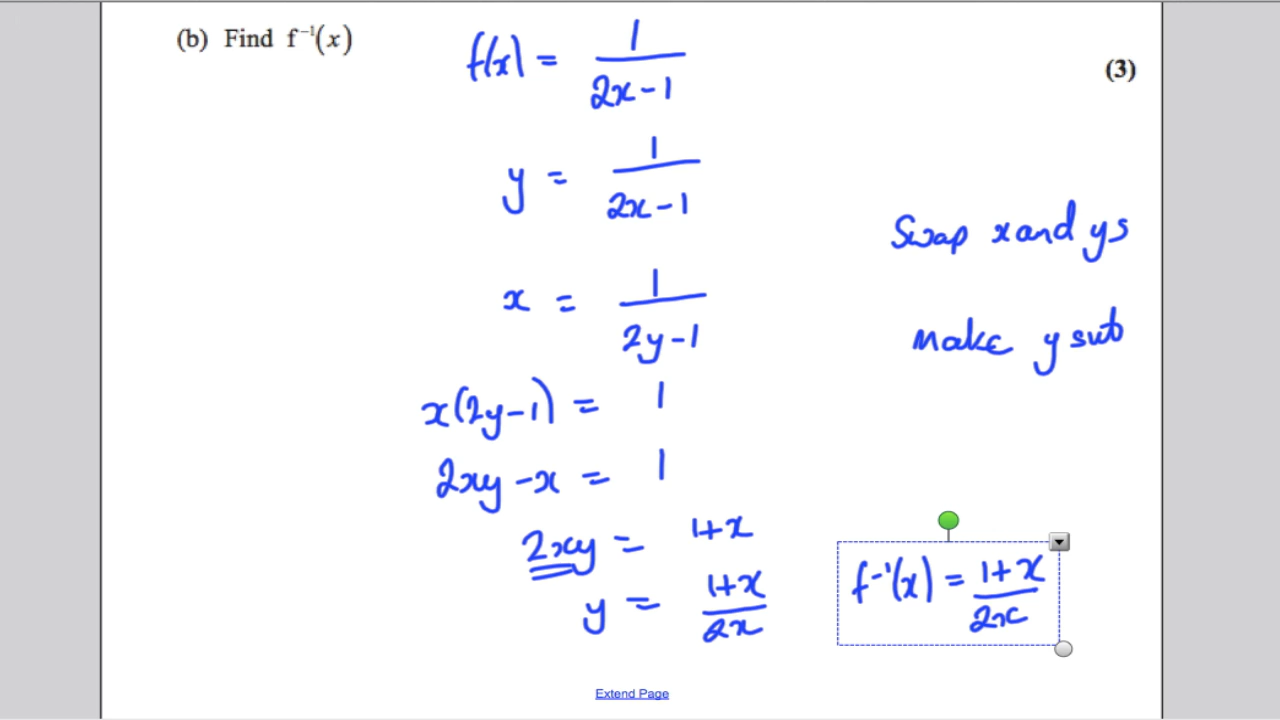 (b) Find f⁻¹(x)
f(x) = 1/(2x-1)
(3)
y = 1/(2x-1)
Swap x and ys
x = 1/(2y-1)
make y sub
x(2y-1) = 1
2xy - x = 1
2xy = 1+x
y = (1+x)/2x
f⁻¹(x) = (1+x)/2x
Extend Page